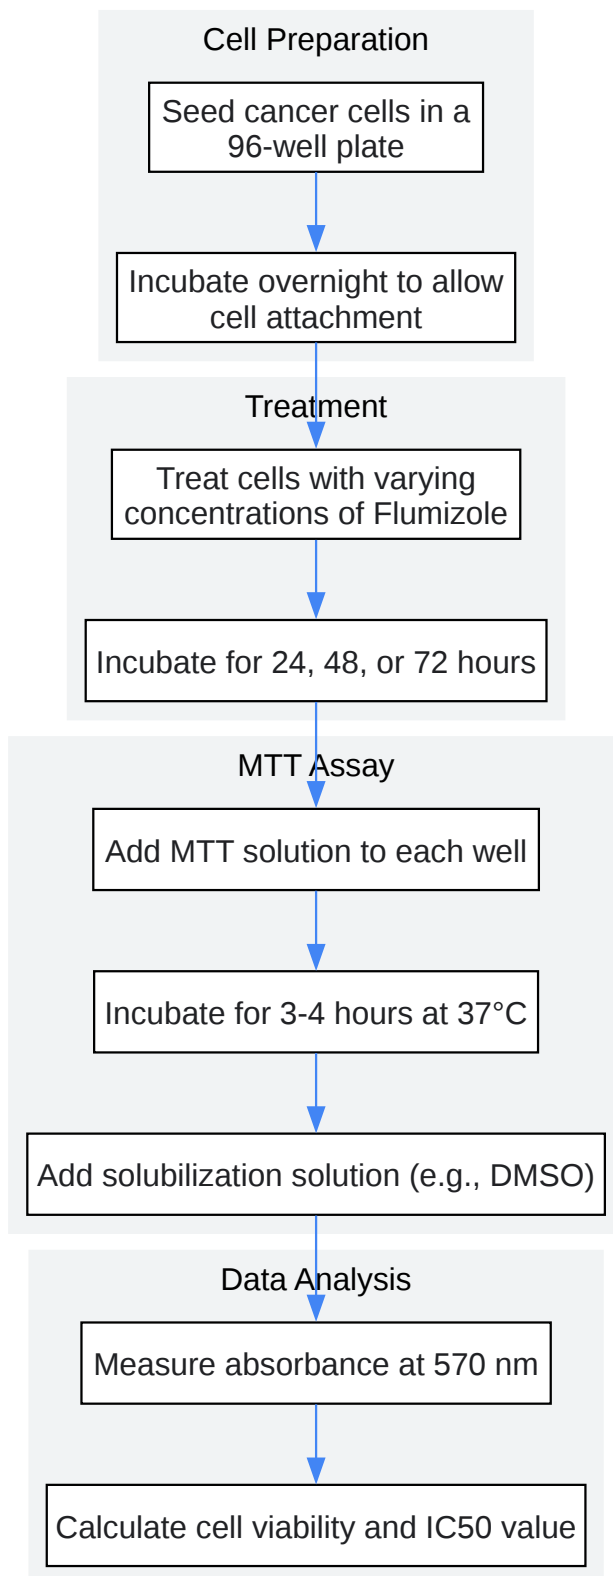 Cell Preparation
Seed cancer cells in a
96-well plate
Incubate overnight to allow
cell attachment
Treatment
Treat cells with varying
concentrations of Flumizole
Incubate for 24, 48, or 72 hours
MTT Assay
Add MTT solution to each well
Incubate for 3-4 hours at 37°C
Add solubilization solution (e.g., DMSO)
Data Analysis
Measure absorbance at 570 nm
Calculate cell viability and IC50 value